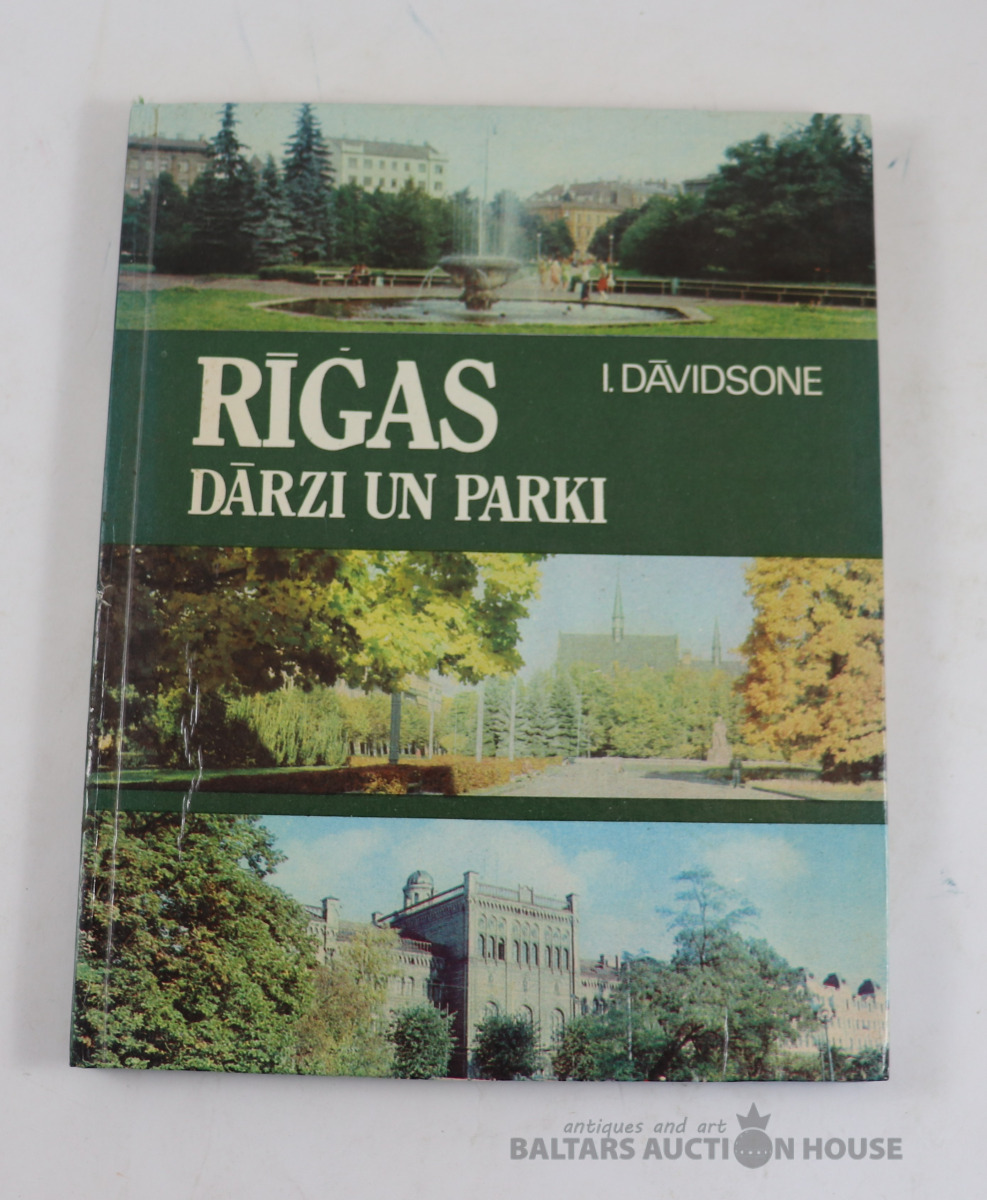 RĪGAS
I. DĀVIDSONE
DĀRZI UN PARKI
antiques and art
BALTARS AUCTION HOUSE